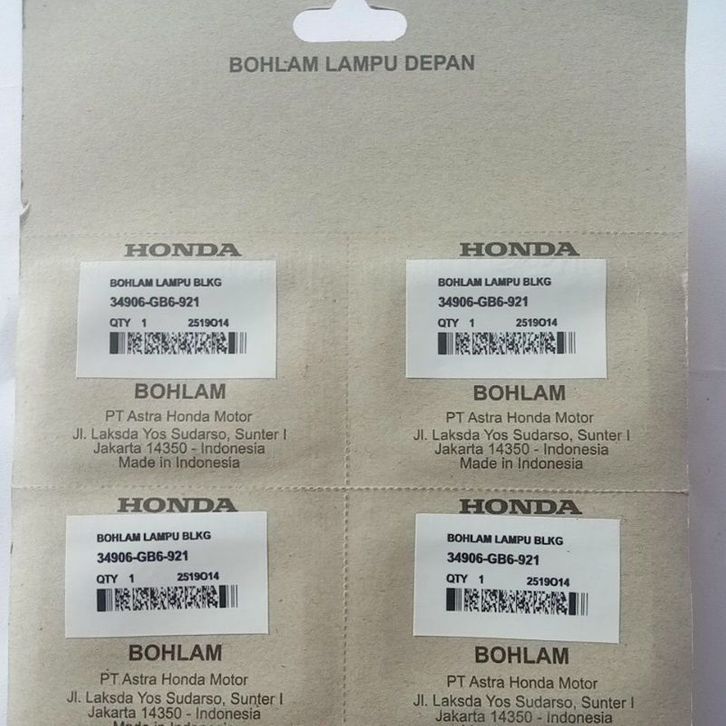 BOHLAM LAMPU DEPAN
HONDA
BOHLAM LAMPU BLKG
34906-GB6-921
QTY 1 2519O14
BOHLAM
PT Astra Honda Motor
Jl. Laksda Yos Sudarso, Sunter I
Jakarta 14350 - Indonesia
Made in Indonesia
HONDA
BOHLAM LAMPU BLKG
34906-GB6-921
QTY 1 2519O14
BOHLAM
PT Astra Honda Motor
Jl. Laksda Yos Sudarso, Sunter I
Jakarta 14350 - Indonesia
Made in Indonesia
HONDA
BOHLAM LAMPU BLKG
34906-GB6-921
QTY 1 2519O14
BOHLAM
PT Astra Honda Motor
Jl. Laksda Yos Sudarso, Sunter I
Jakarta 14350 - Indonesia
HONDA
BOHLAM LAMPU BLKG
34906-GB6-921
QTY 1 2519O14
BOHLAM
PT Astra Honda Motor
Jl. Laksda Yos Sudarso, Sunter I
Jakarta 14350 - Indonesia